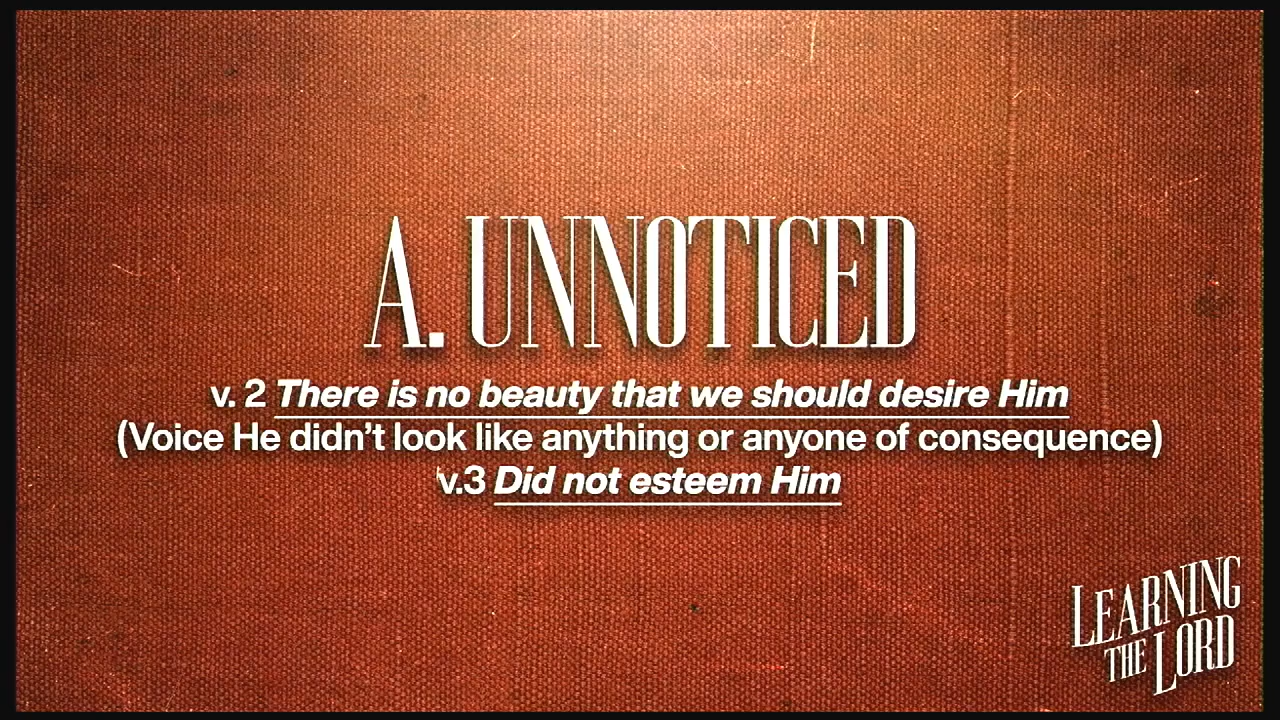 A. UNNOTICED
v. 2 There is no beauty that we should desire Him
(Voice He didn't look like anything or anyone of consequence)
v.3 Did not esteem Him
LEARNING
THE LORD